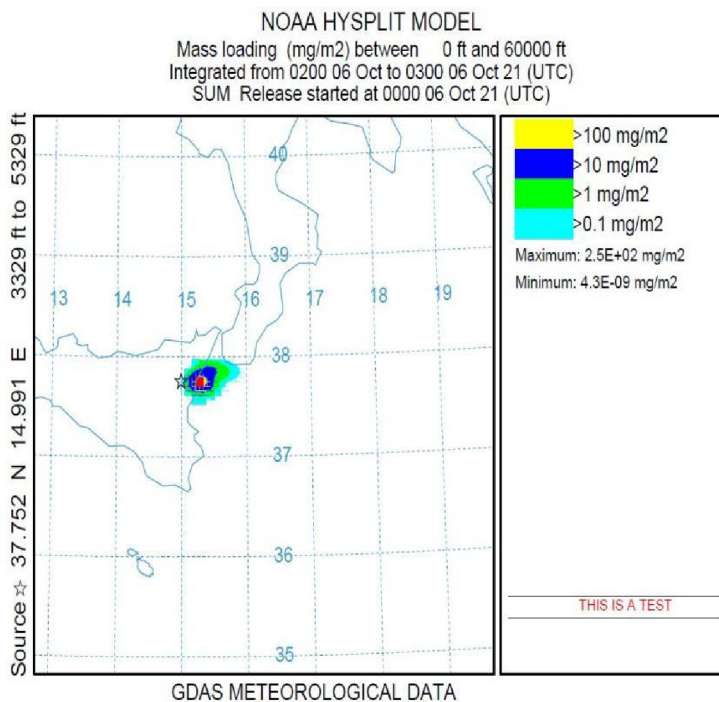 NOAA HYSPLIT MODEL
Mass loading (mg/m2) between 0 ft and 60000 ft
Integrated from 0200 06 Oct to 0300 06 Oct 21 (UTC)
SUM Release started at 0000 06 Oct 21 (UTC)
Source ☆ 37.752 N 14.991 E 3329 ft to 5329 ft
40
39
13 14 15 16 17 18 19
38
37
36
35
>100 mg/m2
>10 mg/m2
>1 mg/m2
>0.1 mg/m2
Maximum: 2.5E+02 mg/m2
Minimum: 4.3E-09 mg/m2
THIS IS A TEST
GDAS METEOROLOGICAL DATA